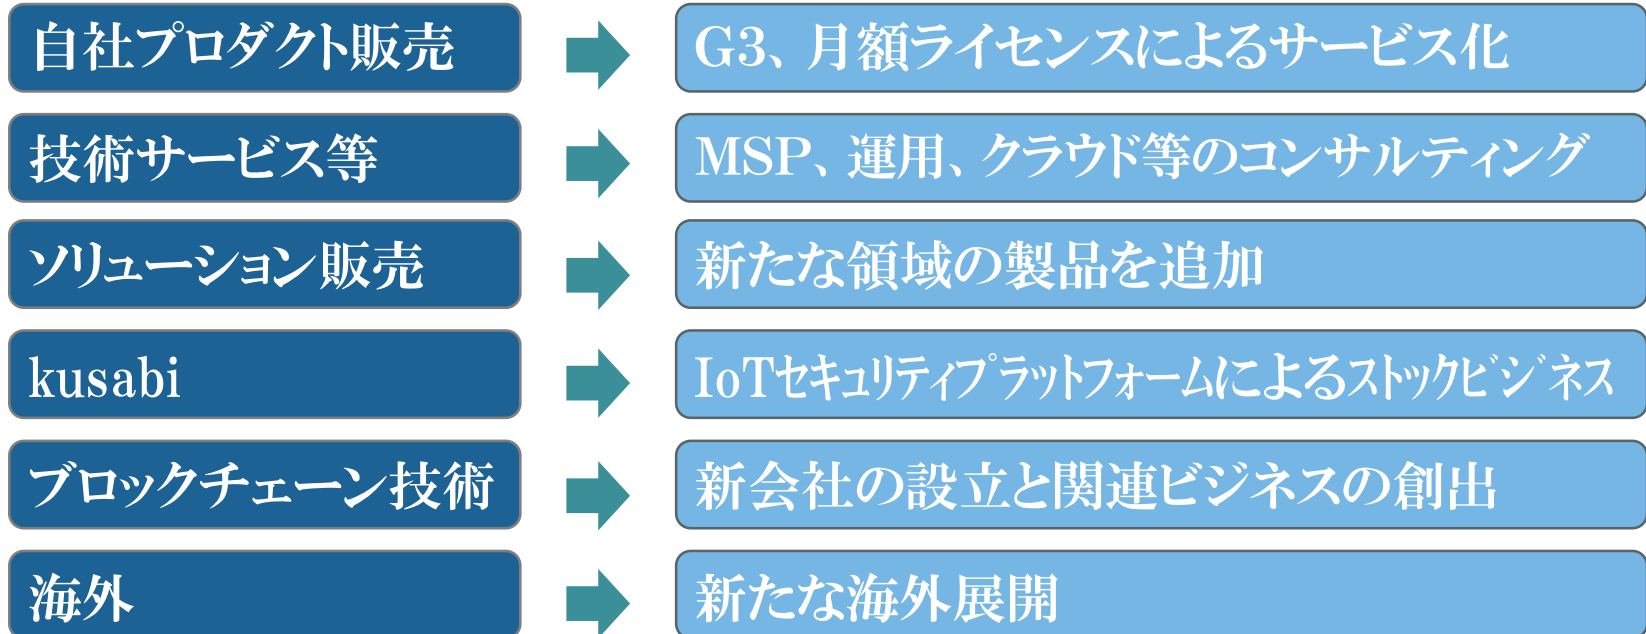 自社プロダクト販売
G3、月額ライセンスによるサービス化
技術サービス等
MSP、運用、クラウド等のコンサルティング
ソリューション販売
新たな領域の製品を追加
kusabi
IoTセキュリティプラットフォームによるストックビジネス
ブロックチェーン技術
新会社の設立と関連ビジネスの創出
海外
新たな海外展開